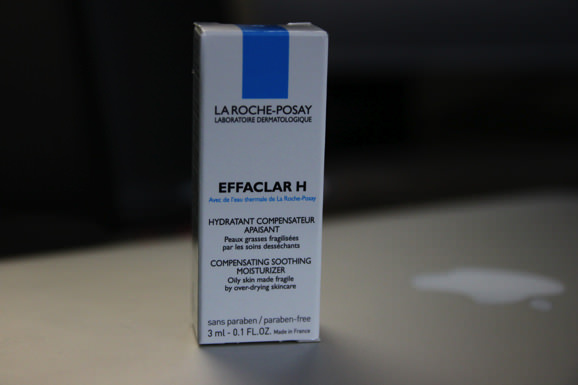 LA ROCHE-POSAY
LABORATOIRE DERMATOLOGIQUE
EFFACLAR H
Avec de l'eau thermale de La Roche-Posay
HYDRATANT COMPENSATEUR
APAISANT
Peaux grasses fragilisées
par les soins desséchants
COMPENSATING SOOTHING
MOISTURIZER
Oily skin made fragile
by over-drying skincare
sans paraben / paraben-free
3 ml - 0.1 FL.OZ. Made in France